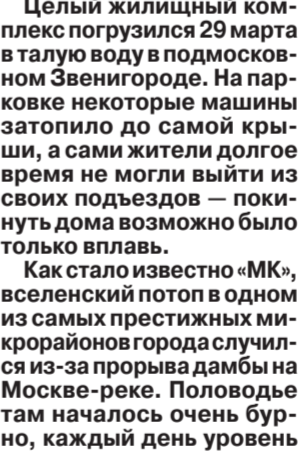 Целый жилищный ком-
плекс погрузился 29 марта
в талую воду в подмосков-
ном Звенигороде. На пар-
ковке некоторые машины
затопило до самой кры-
ши, а сами жители долгое
время не могли выйти из
своих подъездов — поки-
нуть дома возможно было
только вплавь.
Как стало известно «МК»,
вселенский потоп в одном
из самых престижных ми-
крорайонов города случил-
ся из-за прорыва дамбы на
Москве-реке. Половодье
там началось очень бур-
но, каждый день уровень